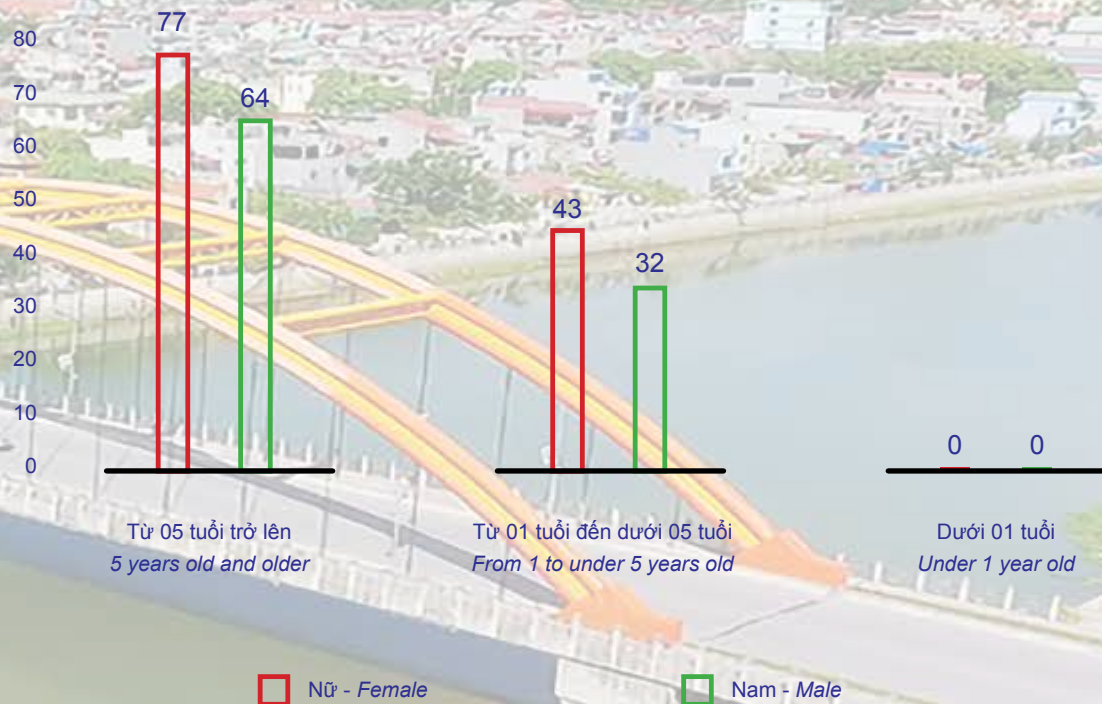 80
70
60
50
40
30
20
10
0
77
64
43
32
0
0
Từ 05 tuổi trở lên
5 years old and older
Từ 01 tuổi đến dưới 05 tuổi
From 1 to under 5 years old
Dưới 01 tuổi
Under 1 year old
Nữ - Female
Nam - Male